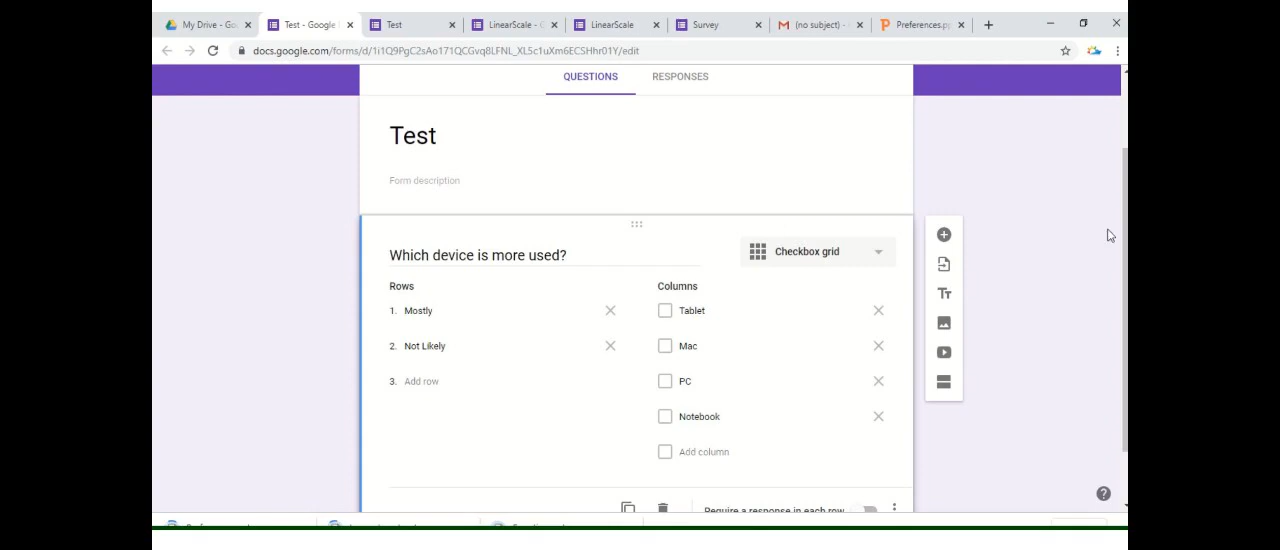 My Drive - Go
Test - Google
Test
LinearScale - G
LinearScale
Survey
(no subject) -
Preferences.pp
docs.google.com/forms/d/1i1Q9PgC2sAo171QCGvq8LFNL_XL5c1uXm6ECSHhr01Y/edit
QUESTIONS RESPONSES
Test
Form description
Which device is more used?
Checkbox grid
Rows Columns
1. Mostly Tablet
2. Not Likely Mac
3. Add row PC
Notebook
Add column
Require a response in each row